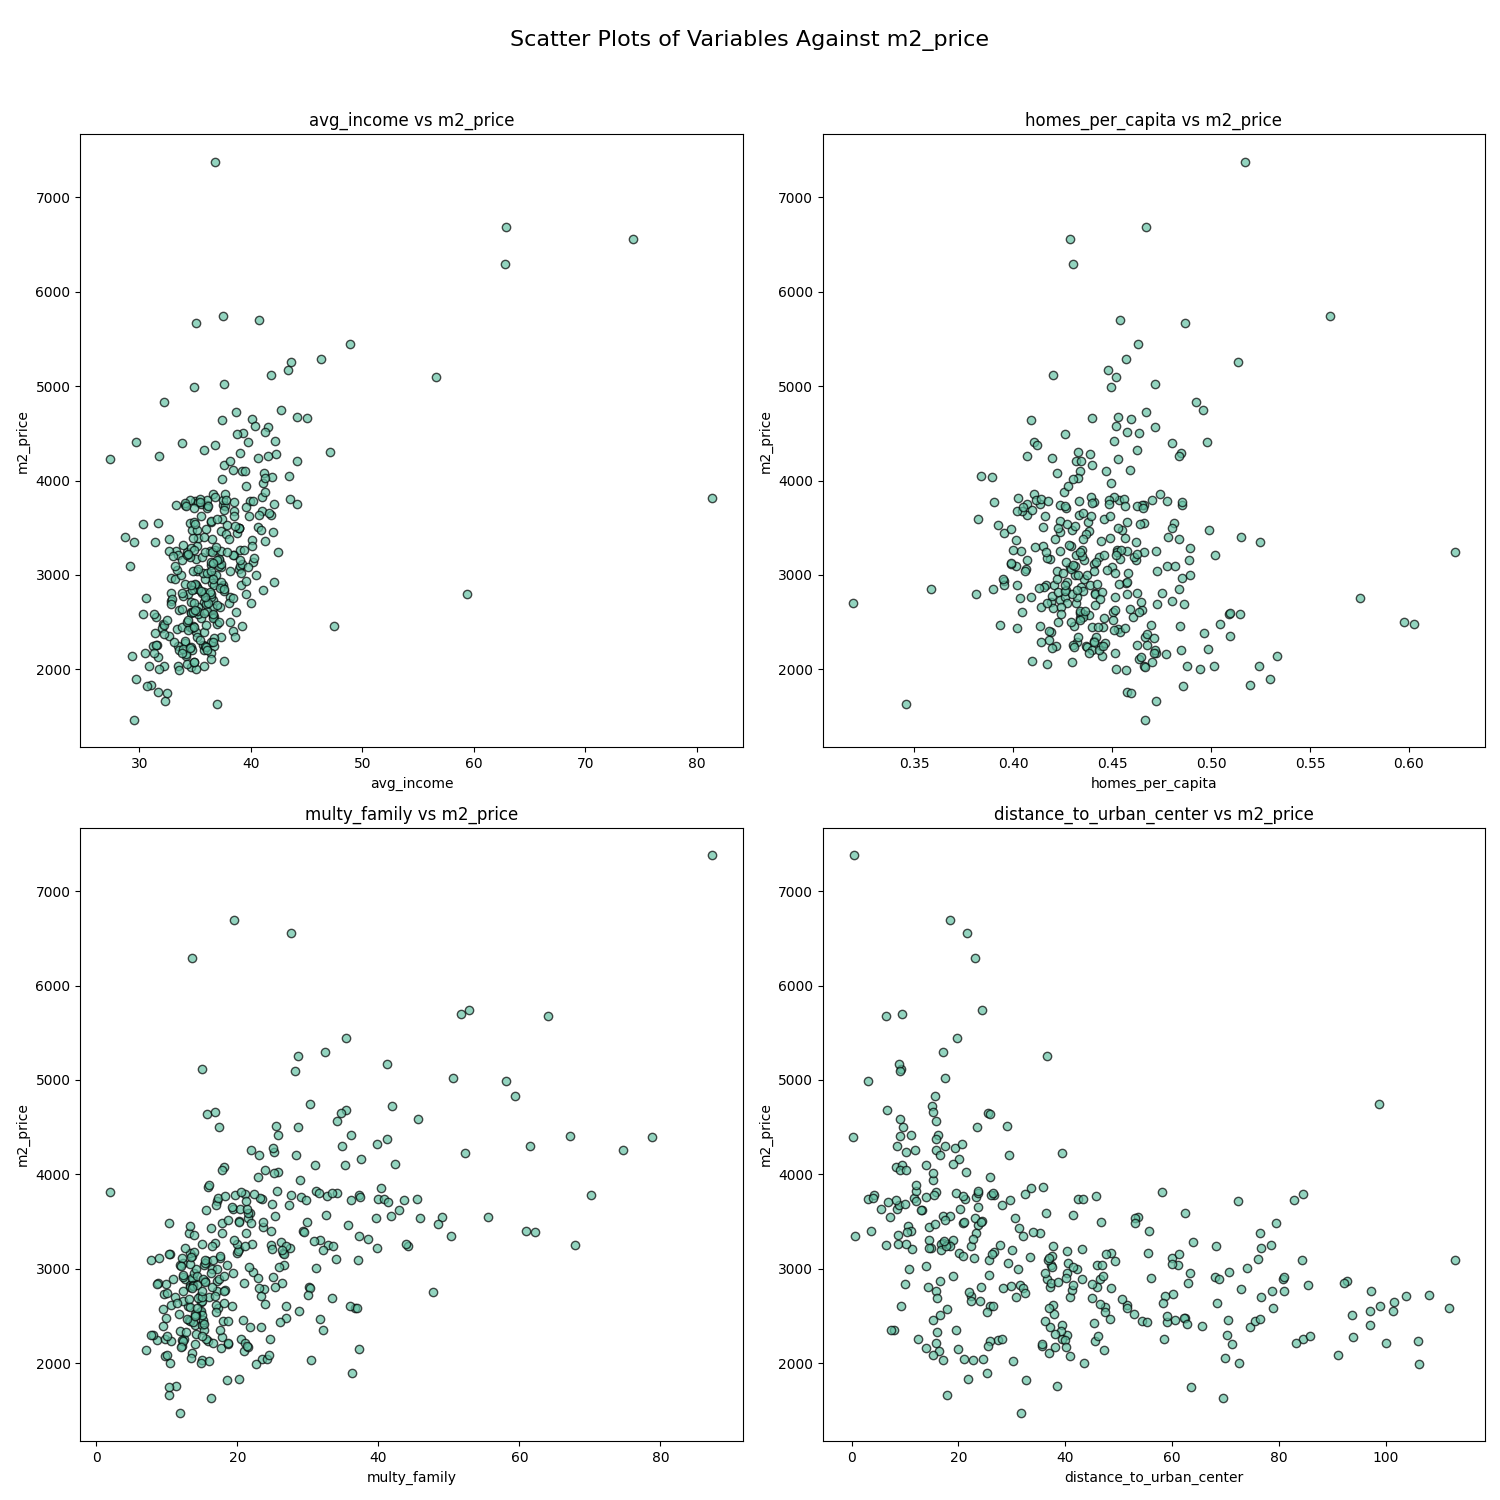 Scatter Plots of Variables Against m2_price
avg_income vs m2_price
m2_price
7000
6000
5000
4000
3000
2000
30 40 50 60 70 80
avg_income
homes_per_capita vs m2_price
m2_price
7000
6000
5000
4000
3000
2000
0.35 0.40 0.45 0.50 0.55 0.60
homes_per_capita
multy_family vs m2_price
m2_price
7000
6000
5000
4000
3000
2000
0 20 40 60 80
multy_family
distance_to_urban_center vs m2_price
m2_price
7000
6000
5000
4000
3000
2000
0 20 40 60 80 100
distance_to_urban_center